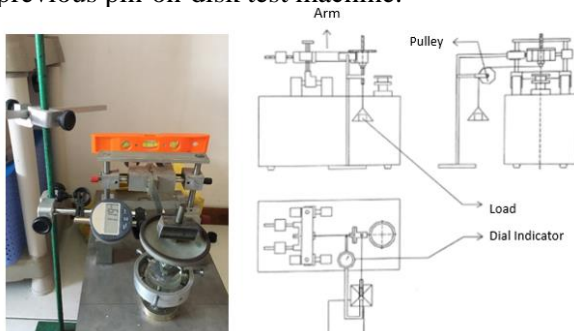 previous pin-on-disk test machine.
Arm
Pulley
Load
Dial Indicator